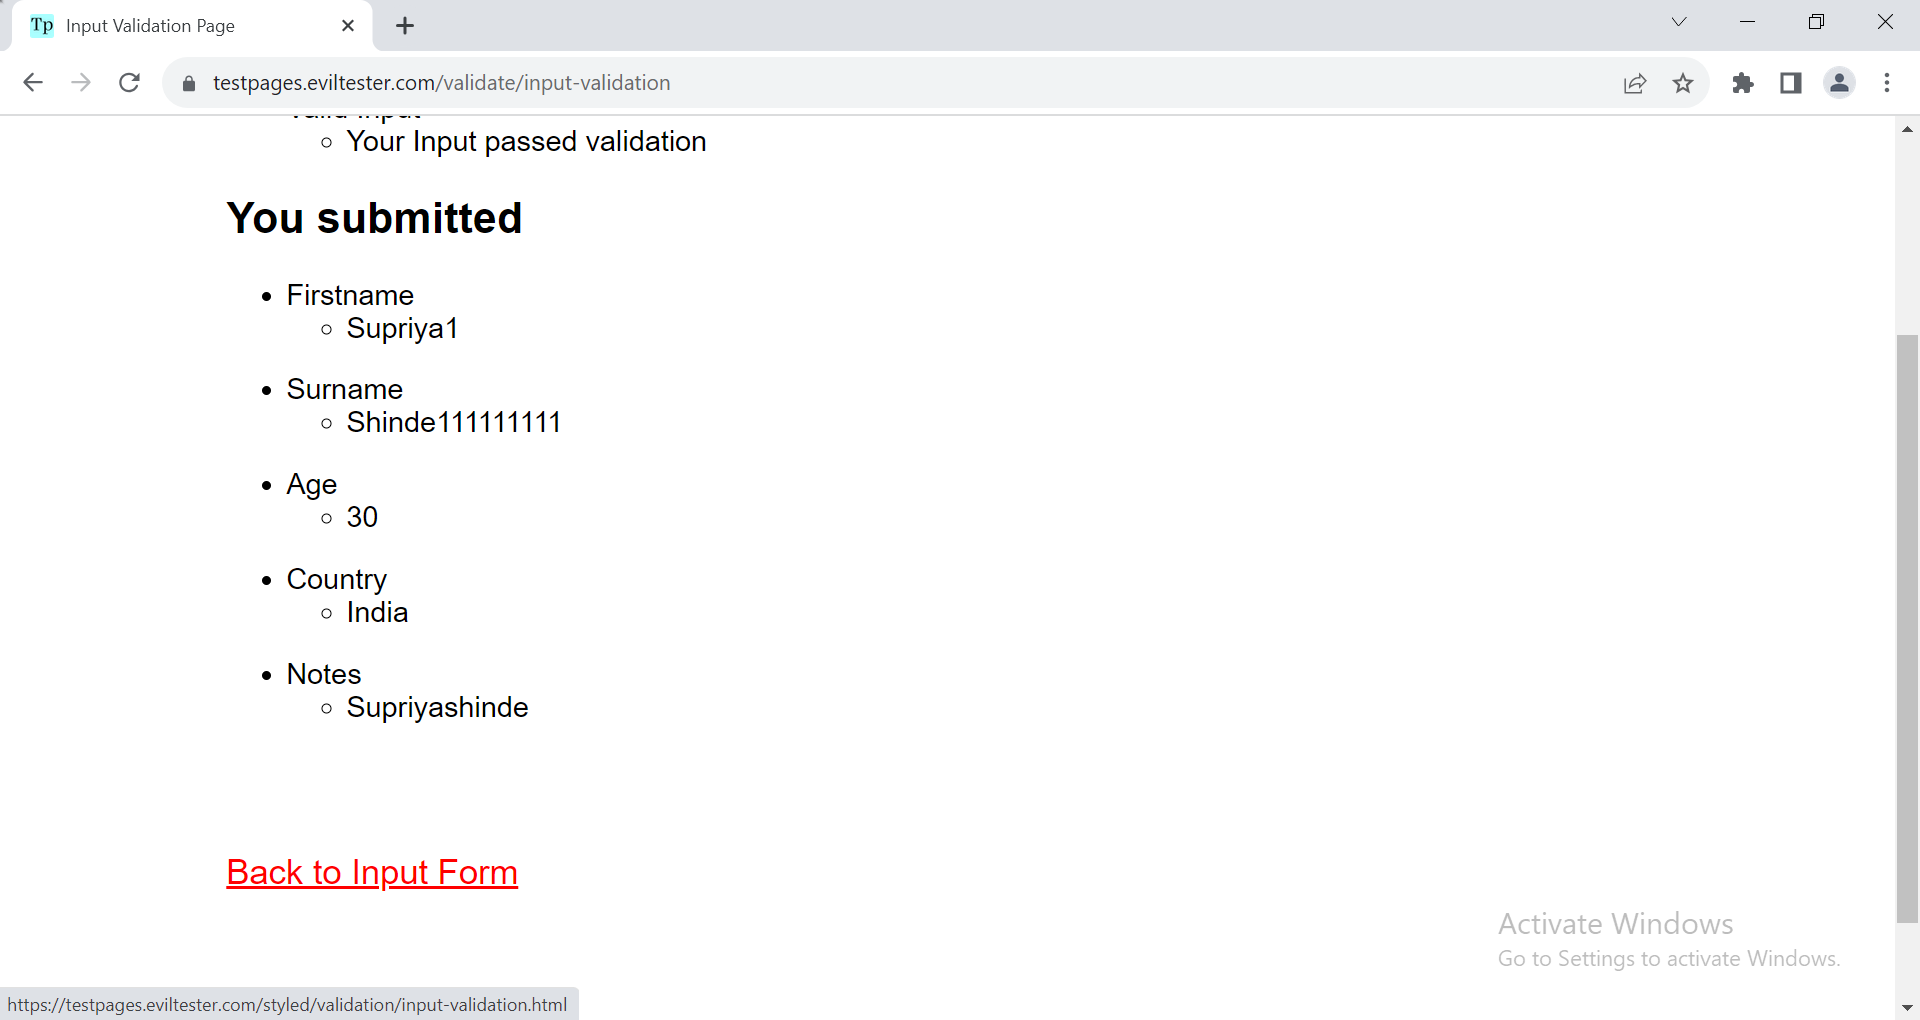 Tp Input Validation Page
testpages.eviltester.com/validate/input-validation
Valid Input
Your Input passed validation
You submitted
Firstname
Supriya1
Surname
Shinde111111111
Age
30
Country
India
Notes
Supriyashinde
Back to Input Form
Activate Windows
Go to Settings to activate Windows.
https://testpages.eviltester.com/styled/validation/input-validation.html